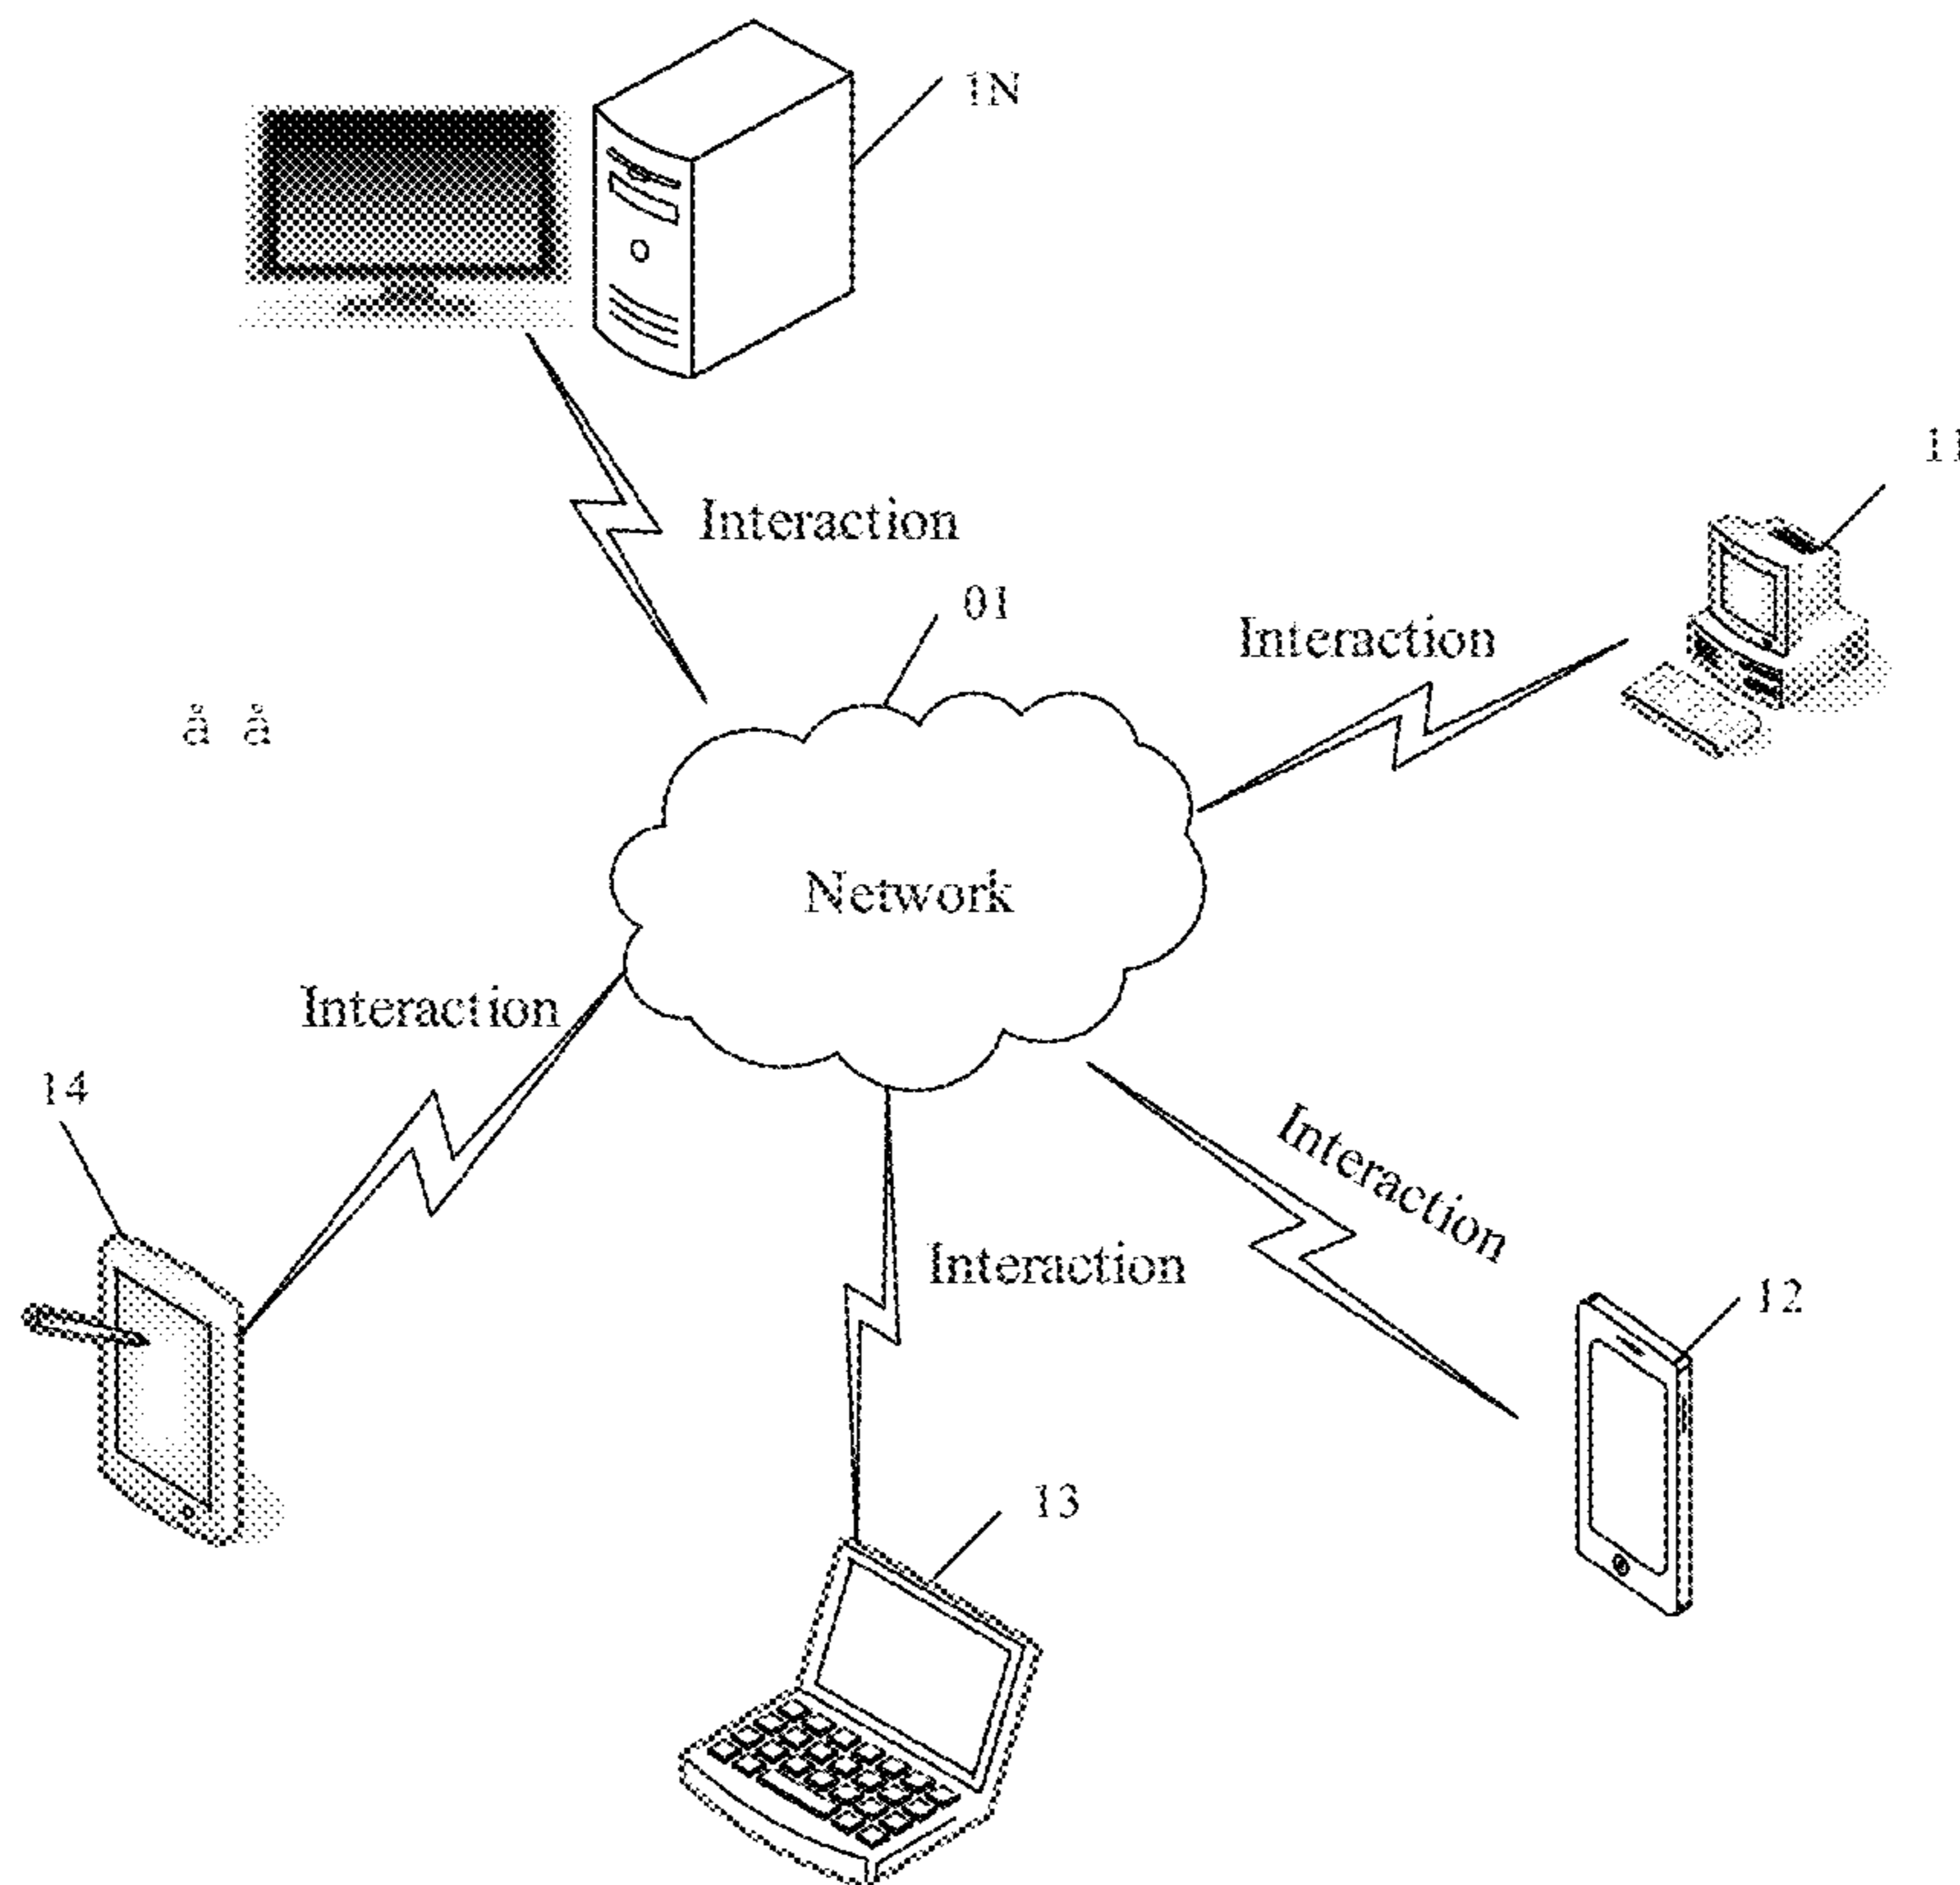 1N
11
Interaction
01
Interaction
å å
Network
Interaction
14
Interaction
Interaction
12
13